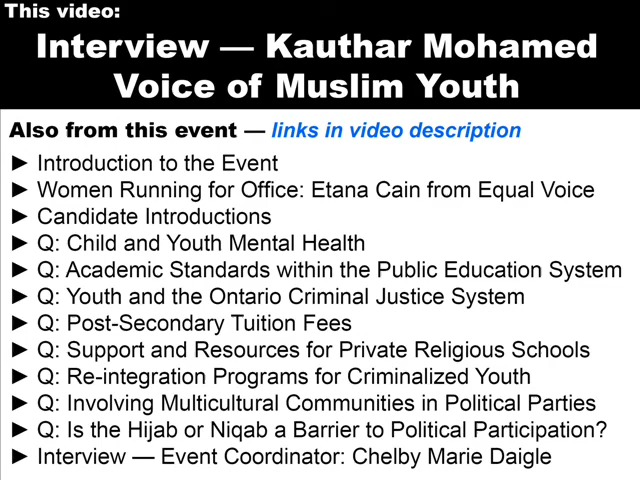 This video:
Interview — Kauthar Mohamed
Voice of Muslim Youth
Also from this event — links in video description
► Introduction to the Event
► Women Running for Office: Etana Cain from Equal Voice
► Candidate Introductions
► Q: Child and Youth Mental Health
► Q: Academic Standards within the Public Education System
► Q: Youth and the Ontario Criminal Justice System
► Q: Post-Secondary Tuition Fees
► Q: Support and Resources for Private Religious Schools
► Q: Re-integration Programs for Criminalized Youth
► Q: Involving Multicultural Communities in Political Parties
► Q: Is the Hijab or Niqab a Barrier to Political Participation?
► Interview — Event Coordinator: Chelby Marie Daigle